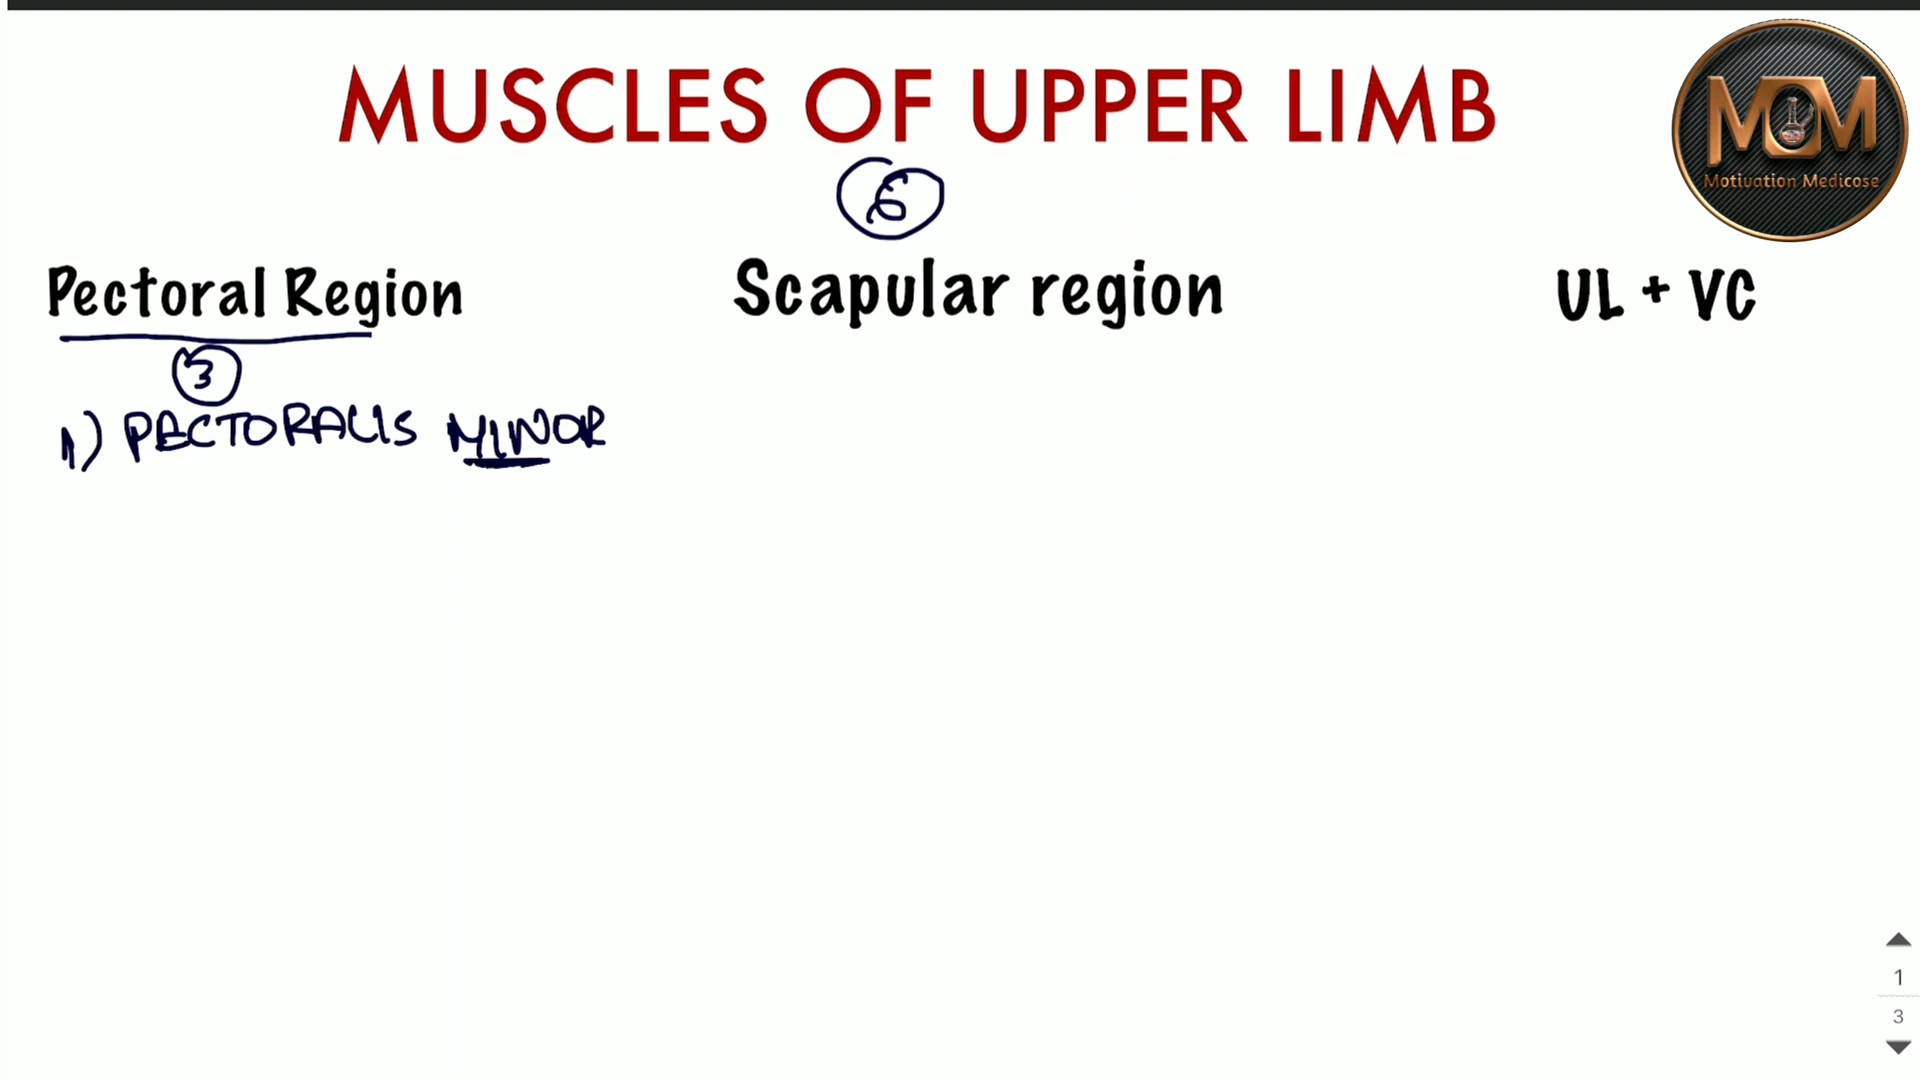 MUSCLES OF UPPER LIMB
MOM
Motivation Medicose
Pectoral Region
Scapular region
UL + VC
3
1) PECTORALIS MINOR
1
3